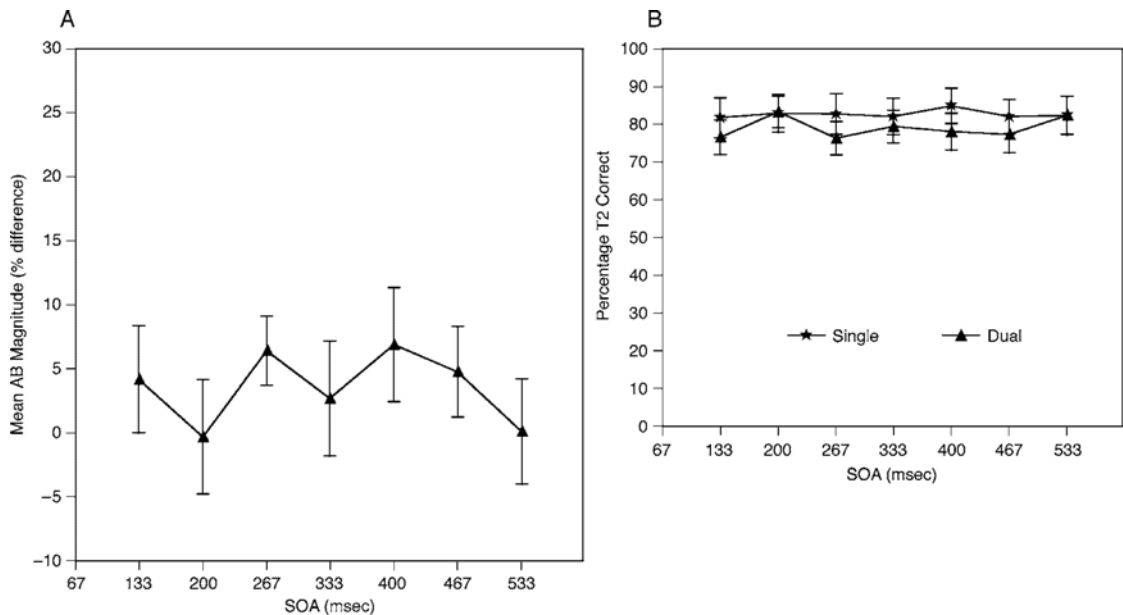 A
30
25
20
15
10
5
0
−5
−10
67 133 200 267 333 400 467 533
SOA (msec)
Mean AB Magnitude (% difference)
B
100
90
80
70
60
50
40
30
20
10
0
67 133 200 267 333 400 467 533
SOA (msec)
Percentage T2 Correct
Single Dual